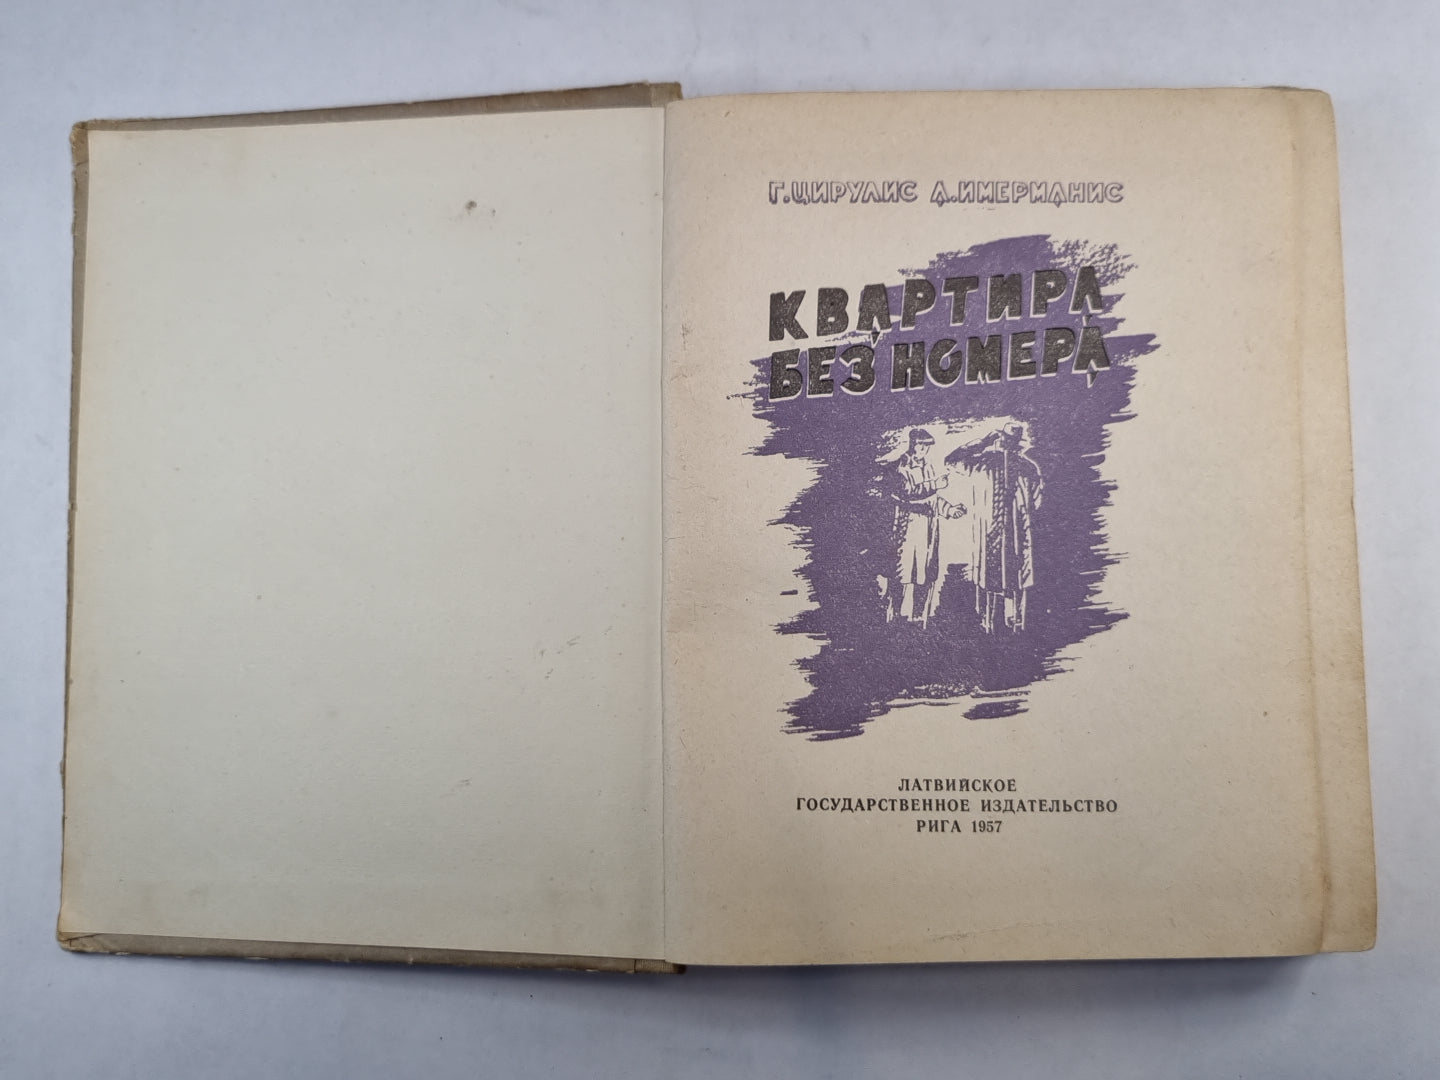 Г. ЦИРУЛИС А. ИМЕРМАНИС
КВАРТИРА
БЕЗ НОМЕРА
ЛАТВИЙСКОЕ
ГОСУДАРСТВЕННОЕ ИЗДАТЕЛЬСТВО
РИГА 1957